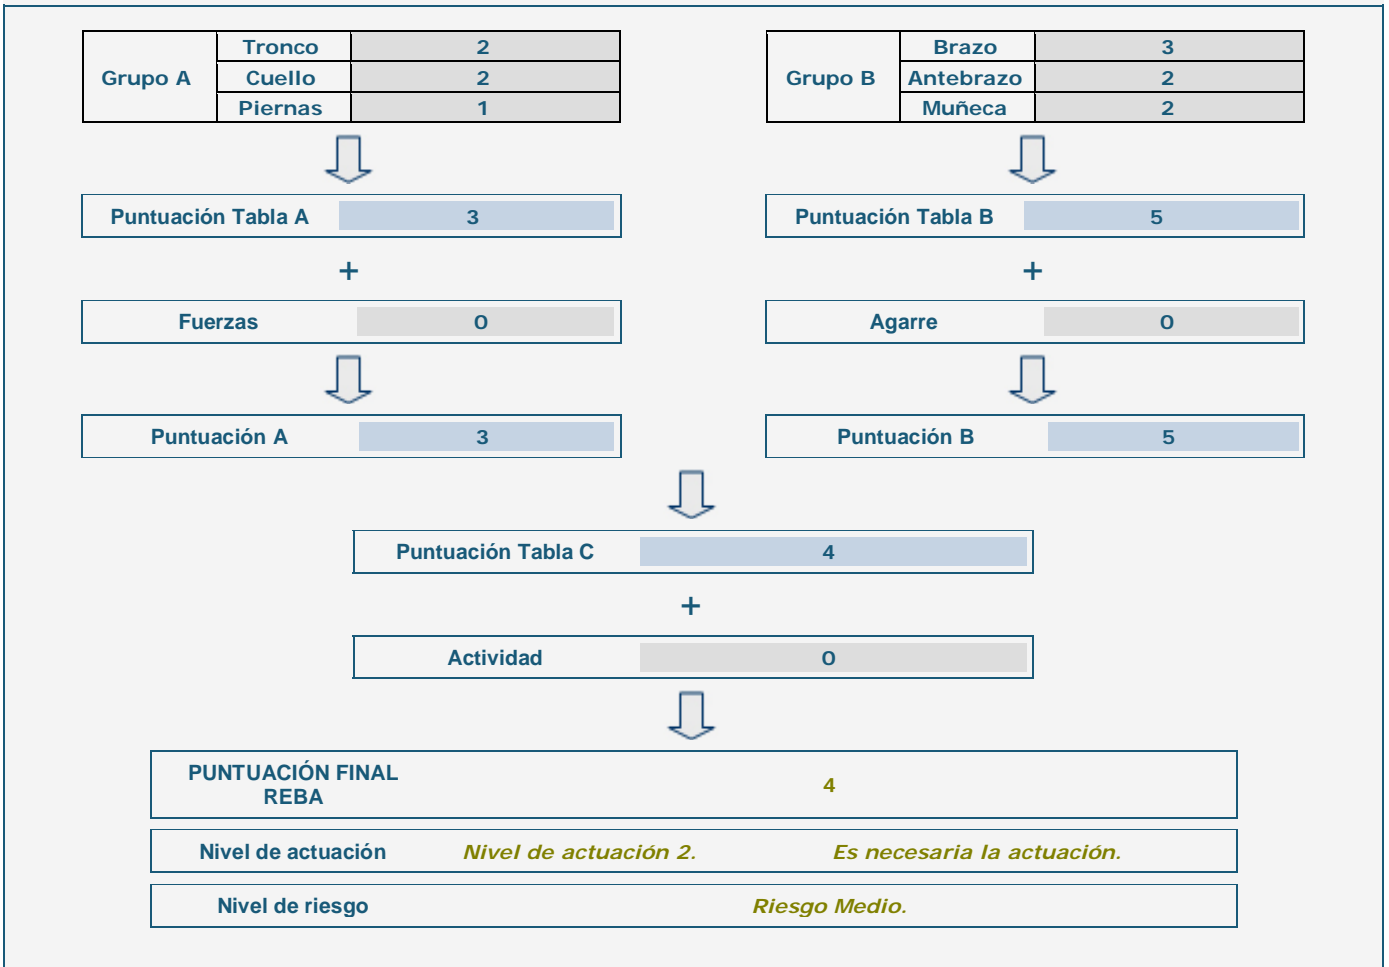 Grupo A
Tronco 2
Cuello 2
Piernas 1
Grupo B
Brazo 3
Antebrazo 2
Muñeca 2
Puntuación Tabla A 3
Puntuación Tabla B 5
+ +
Fuerzas 0
Agarre 0
Puntuación A 3
Puntuación B 5
Puntuación Tabla C 4
+
Actividad 0
PUNTUACIÓN FINAL
REBA
4
Nivel de actuación Nivel de actuación 2. Es necesaria la actuación.
Nivel de riesgo Riesgo Medio.